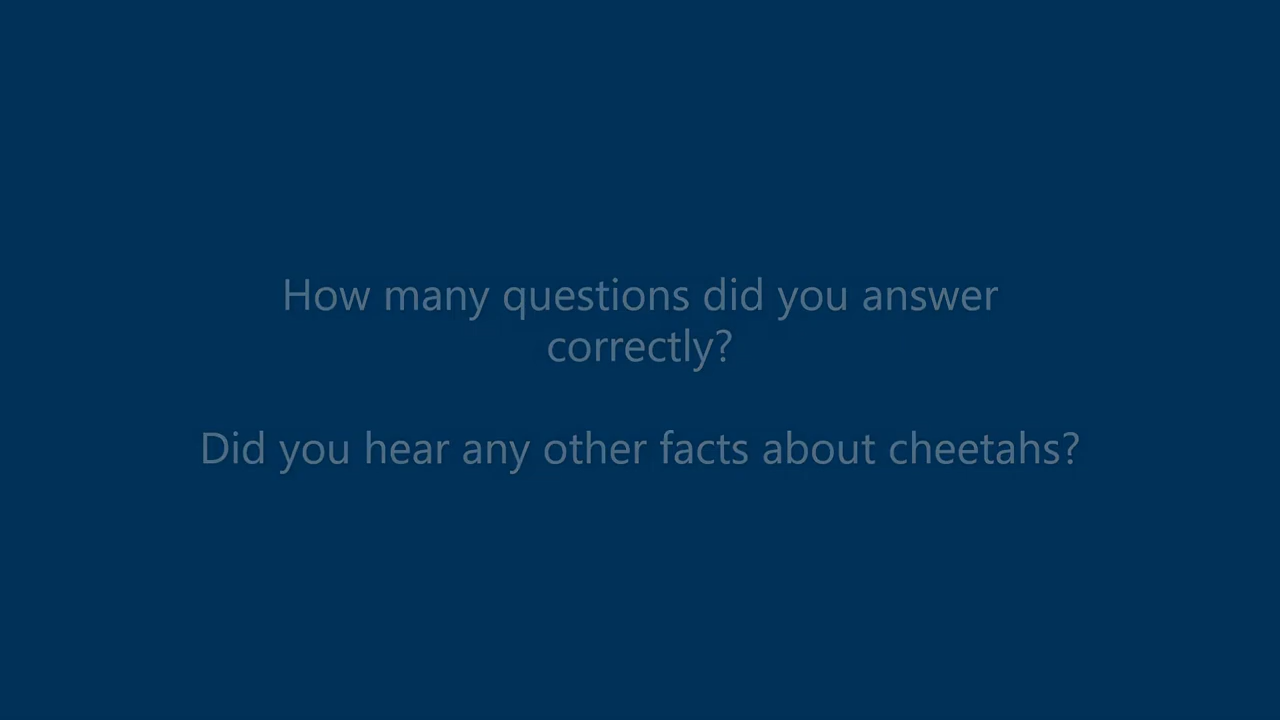 How many questions did you answer
correctly?
Did you hear any other facts about cheetahs?